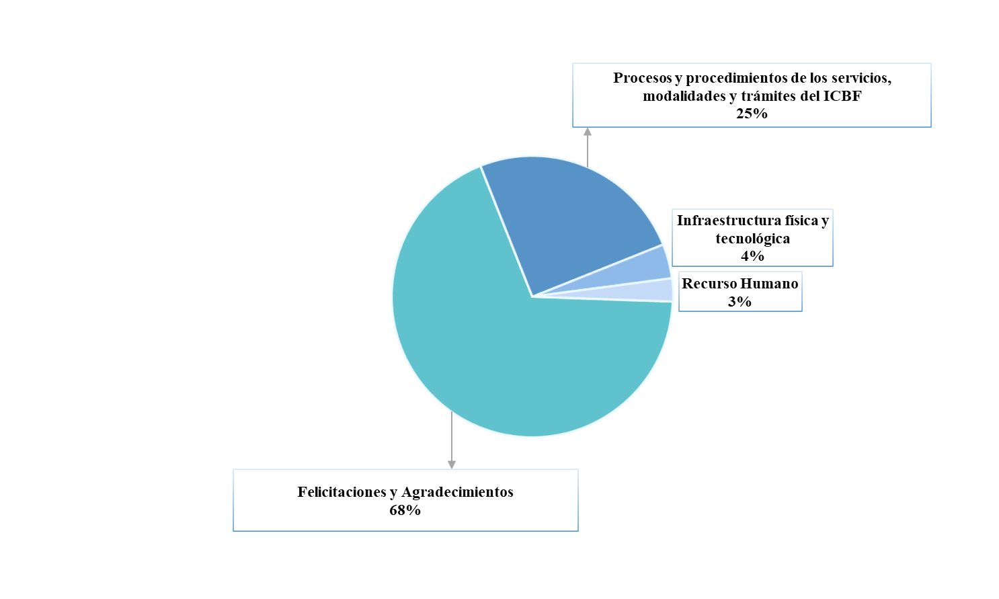 Procesos y procedimientos de los servicios,
modalidades y trámites del ICBF
25%
Infraestructura física y
tecnológica
4%
Recurso Humano
3%
Felicitaciones y Agradecimientos
68%